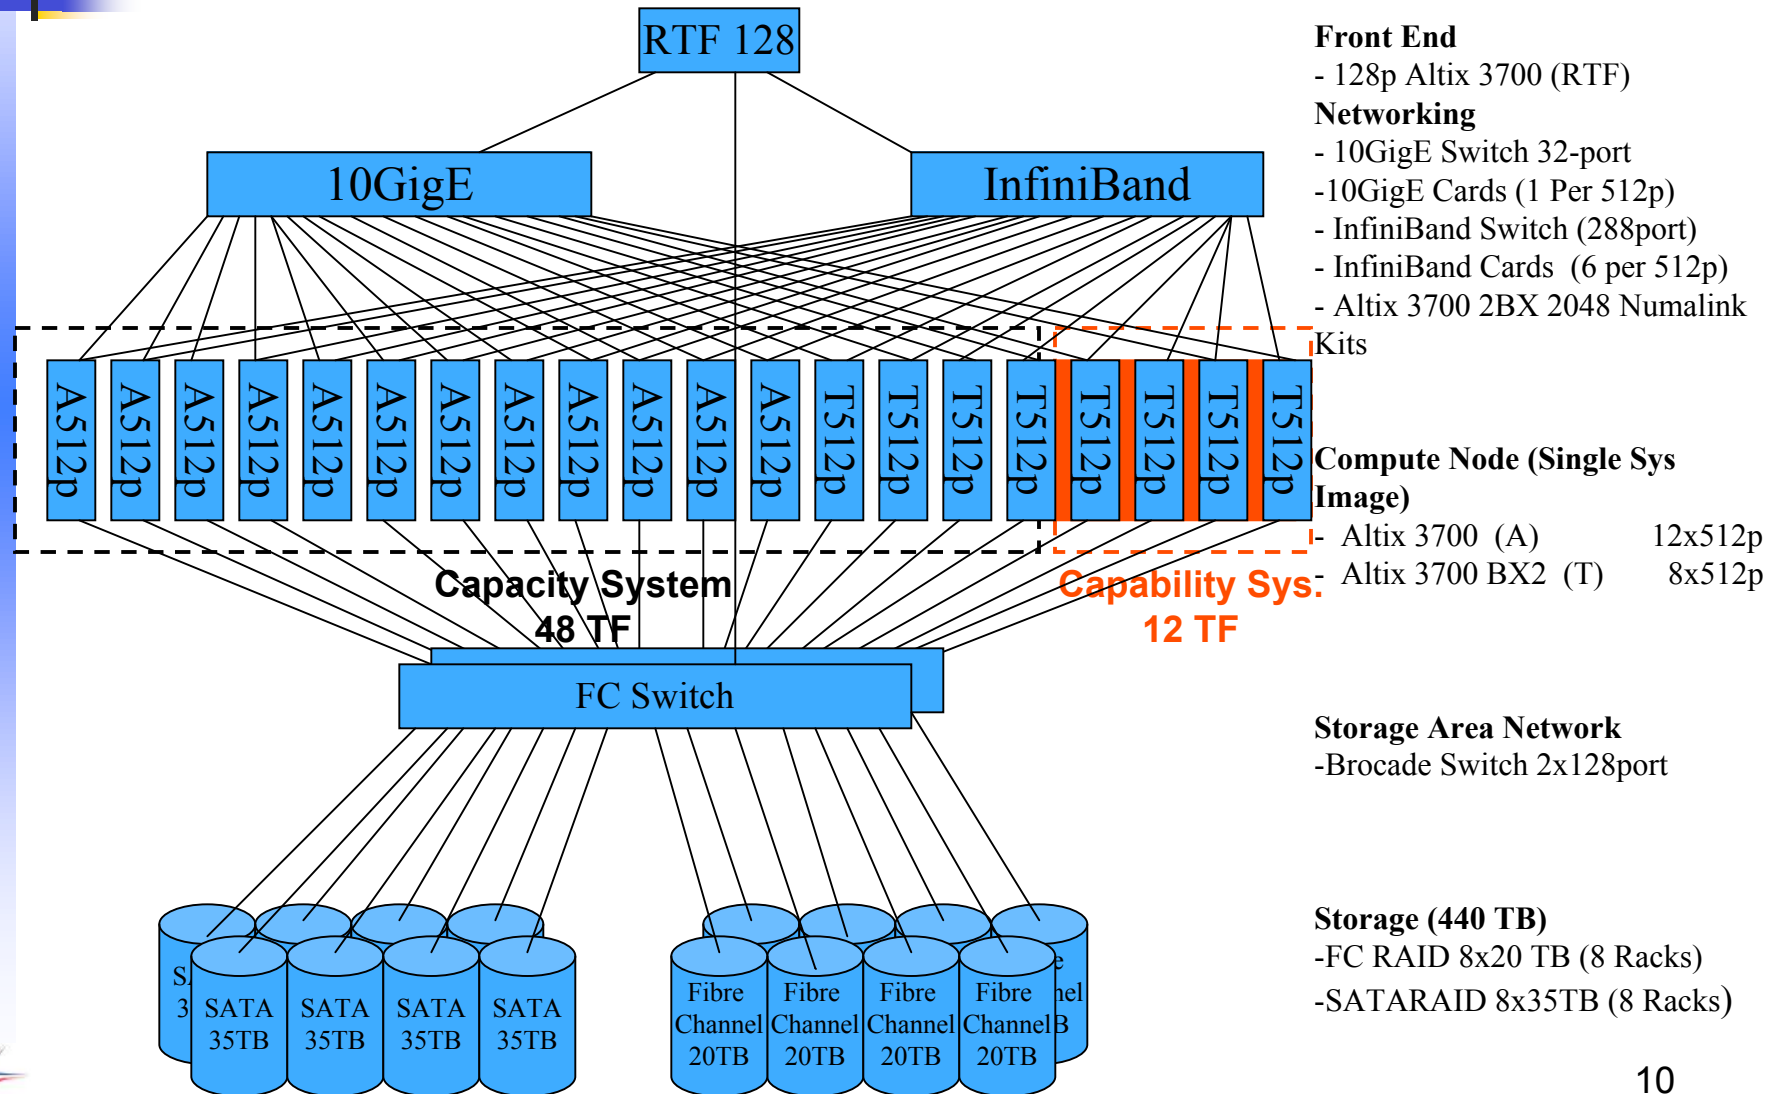 RTF 128
10GigE
InfiniBand
A512p
A512p
A512p
A512p
A512p
A512p
A512p
A512p
A512p
A512p
A512p
A512p
T512p
T512p
T512p
T512p
T512p
T512p
T512p
T512p
Capacity System
48 TF
Capability Sys.
12 TF
FC Switch
SATA
35TB
SATA
35TB
SATA
35TB
SATA
35TB
Fibre
Channel
20TB
Fibre
Channel
20TB
Fibre
Channel
20TB
Fibre
Channel
20TB
Front End
- 128p Altix 3700 (RTF)
Networking
- 10GigE Switch 32-port
-10GigE Cards (1 Per 512p)
- InfiniBand Switch (288port)
- InfiniBand Cards (6 per 512p)
- Altix 3700 2BX 2048 Numalink
Kits
Compute Node (Single Sys
Image)
- Altix 3700 (A) 12x512p
- Altix 3700 BX2 (T) 8x512p
Storage Area Network
-Brocade Switch 2x128port
Storage (440 TB)
-FC RAID 8x20 TB (8 Racks)
-SATARAID 8x35TB (8 Racks)
10